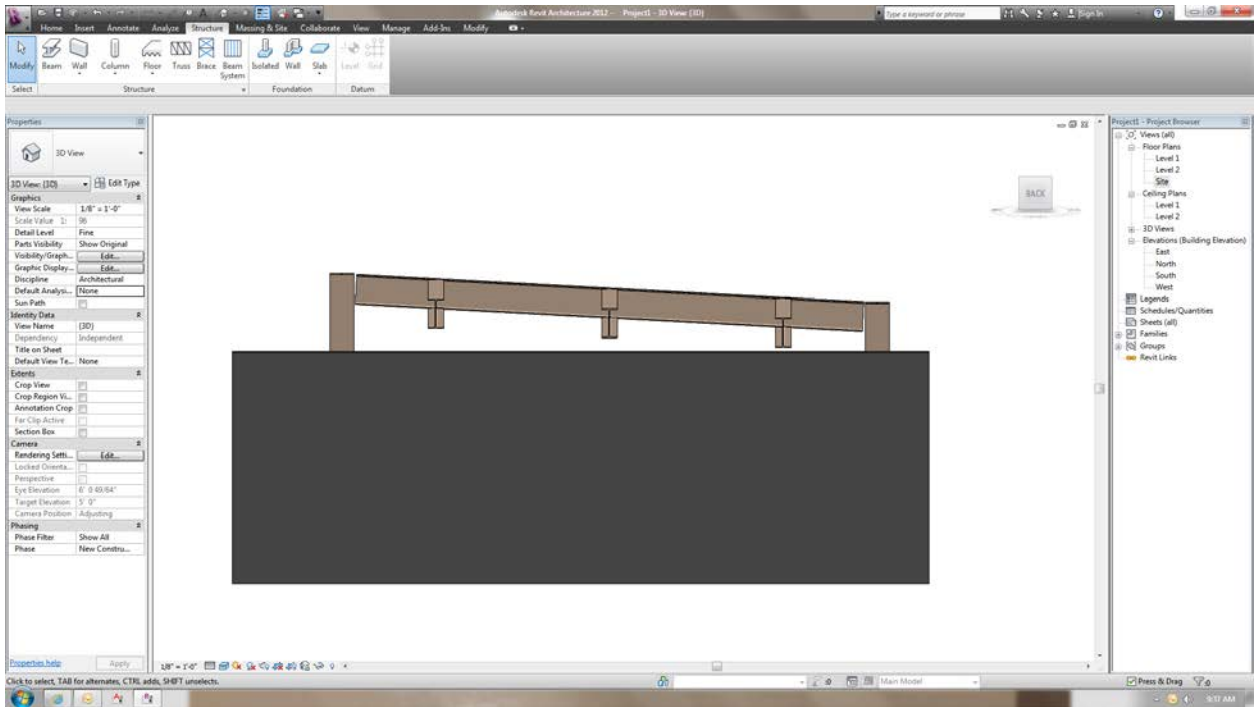 Autodesk Revit Architecture 2012 - Project1 - 3D View: {3D}
Type a keyword or phrase
Sign In
Home Insert Annotate Analyze Structure Massing & Site Collaborate View Manage Add-Ins Modify
Modify Beam Wall Column Floor Truss Brace Beam System Isolated Wall Slab Level Grid
Select Structure Foundation Datum
Properties
3D View
3D View: {3D} Edit Type
Graphics
View Scale 1/8" = 1'-0"
Scale Value 1: 96
Detail Level Fine
Parts Visibility Show Original
Visibility/Graph... Edit...
Graphic Display... Edit...
Discipline Architectural
Default Analysi... None
Sun Path
Identity Data
View Name {3D}
Dependency Independent
Title on Sheet
Default View Te... None
Extents
Crop View
Crop Region Vi...
Annotation Crop
Far Clip Active
Section Box
Camera
Rendering Setti... Edit...
Locked Orienta...
Perspective
Eye Elevation 6' 0 49/64"
Target Elevation 5' 0"
Camera Position Adjusting
Phasing
Phase Filter Show All
Phase New Constru...
Properties help Apply
BACK
Project1 - Project Browser
Views (all)
Floor Plans
Level 1
Level 2
Site
Ceiling Plans
Level 1
Level 2
3D Views
Elevations (Building Elevation)
East
North
South
West
Legends
Schedules/Quantities
Sheets (all)
Families
Groups
Revit Links
1/8" = 1'-0"
Click to select, TAB for alternates, CTRL adds, SHIFT unselects.
:0 Main Model
Press & Drag :0
9:37 AM